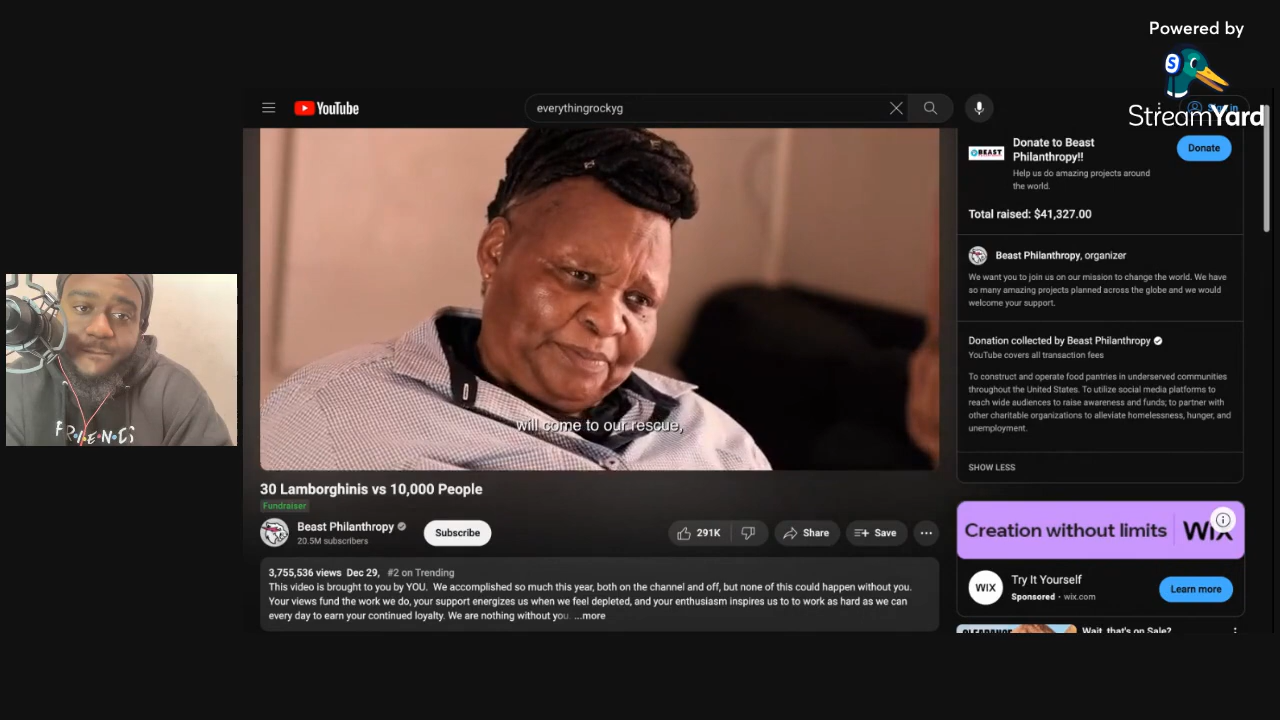 Powered by
StreamYard
YouTube
everythingrockyg
will come to our rescue,
30 Lamborghinis vs 10,000 People
Fundraiser
Beast Philanthropy
20.5M subscribers
Subscribe
291K
Share
Save
3,755,536 views Dec 29, #2 on Trending
This video is brought to you by YOU. We accomplished so much this year, both on the channel and off, but none of this could happen without you.
Your views fund the work we do, your support energizes us when we feel depleted, and your enthusiasm inspires us to to work as hard as we can
every day to earn your continued loyalty. We are nothing without you. ...more
BEAST
Donate to Beast
Philanthropy!!
Help us do amazing projects around
the world.
Donate
Total raised: $41,327.00
Beast Philanthropy, organizer
We want you to join us on our mission to change the world. We have
so many amazing projects planned across the globe and we would
welcome your support.
Donation collected by Beast Philanthropy
YouTube covers all transaction fees
To construct and operate food pantries in underserved communities
throughout the United States. To utilize social media platforms to
reach wide audiences to raise awareness and funds; to partner with
other charitable organizations to alleviate homelessness, hunger, and
unemployment.
SHOW LESS
Creation without limits WIX
WIX
Try It Yourself
Sponsored · wix.com
Learn more
Wait, that's on Sale?